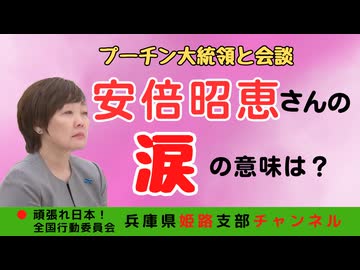 プーチン大統領と会談
安倍昭恵さんの
涙の意味は？
頑張れ日本！
全国行動委員会
兵庫県姫路支部チャンネル